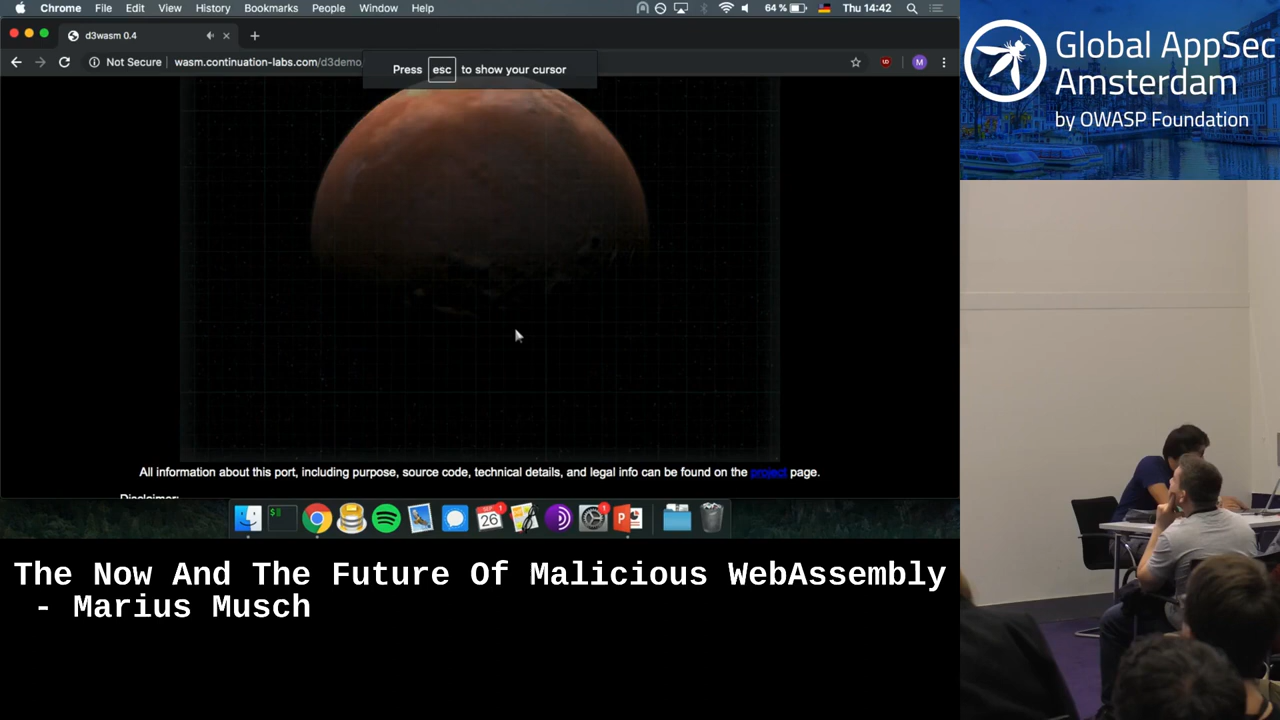 Chrome File Edit View History Bookmarks People Window Help 64 % Thu 14:42
d3wasm 0.4
Not Secure wasm.continuation-labs.com/d3demo
Press esc to show your cursor
All information about this port, including purpose, source code, technical details, and legal info can be found on the project page.
Disclaimer:
SEP
26
The Now And The Future Of Malicious WebAssembly
- Marius Musch
Global AppSec
Amsterdam
by OWASP Foundation